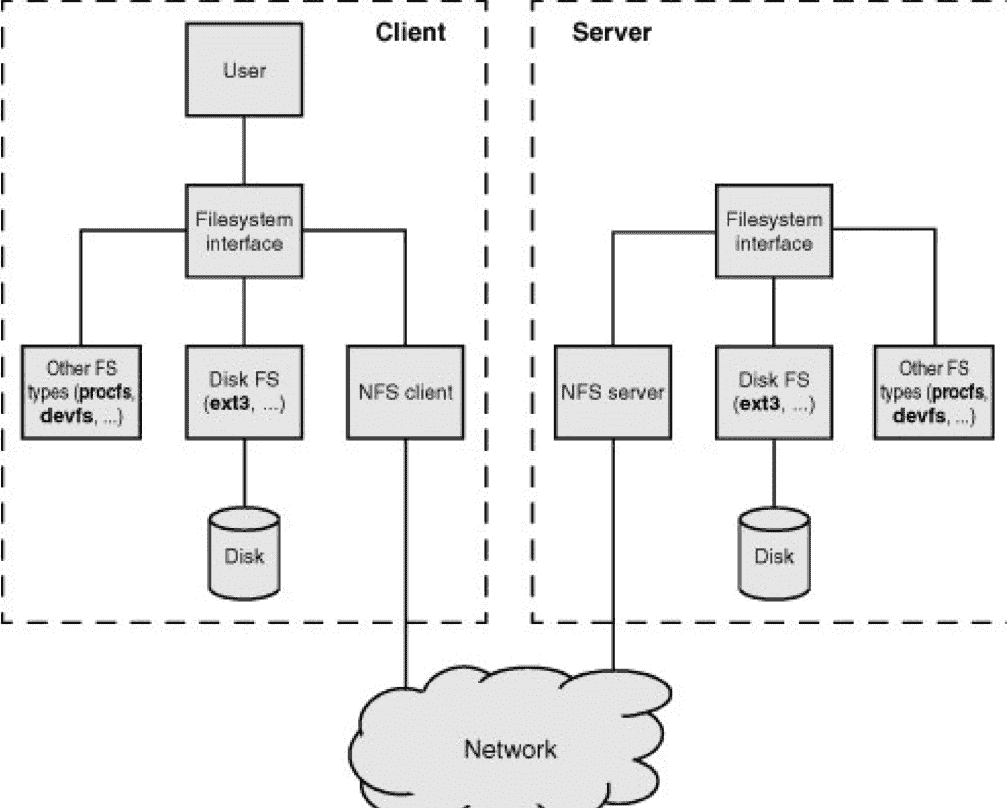 Client
Server
User
Filesystem
interface
Filesystem
interface
Other FS
types (procfs,
devfs, ...)
Disk FS
(ext3, ...)
NFS client
NFS server
Disk FS
(ext3, ...)
Other FS
types (procfs,
devfs, ...)
Disk
Disk
Network